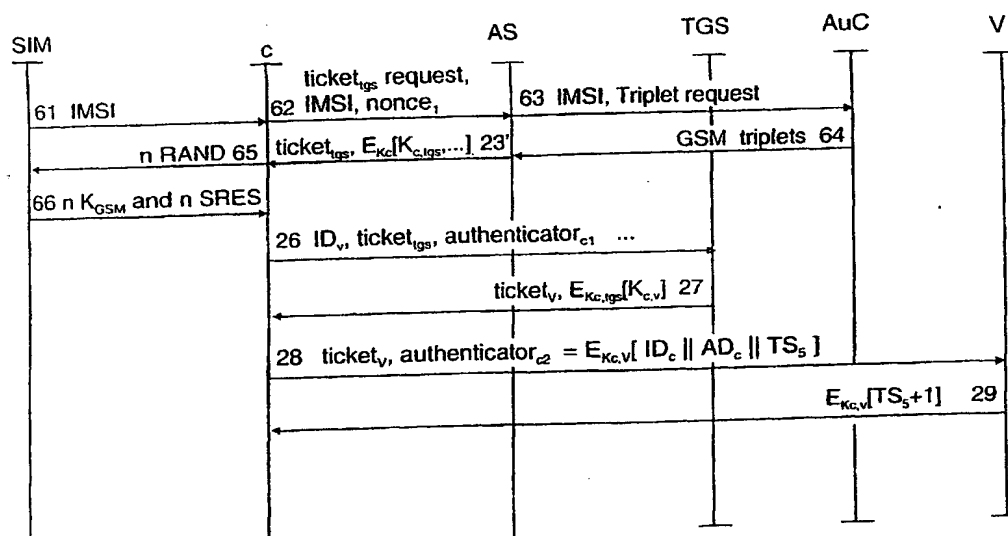 SIM
c
AS
TGS
AuC
V
61 IMSI
ticket_tgs request,
62 IMSI, nonce_1
63 IMSI, Triplet request
n RAND 65
ticket_tgs, E_Kc[K_c,tgs,...] 23'
GSM triplets 64
66 n K_GSM and n SRES
26 ID_v, ticket_tgs, authenticator_c1 ...
ticket_V, E_Kc,tgs[K_c,v] 27
28 ticket_V, authenticator_c2 = E_Kc,V[ ID_c || AD_c || TS_5 ]
E_Kc,v[TS_5+1] 29